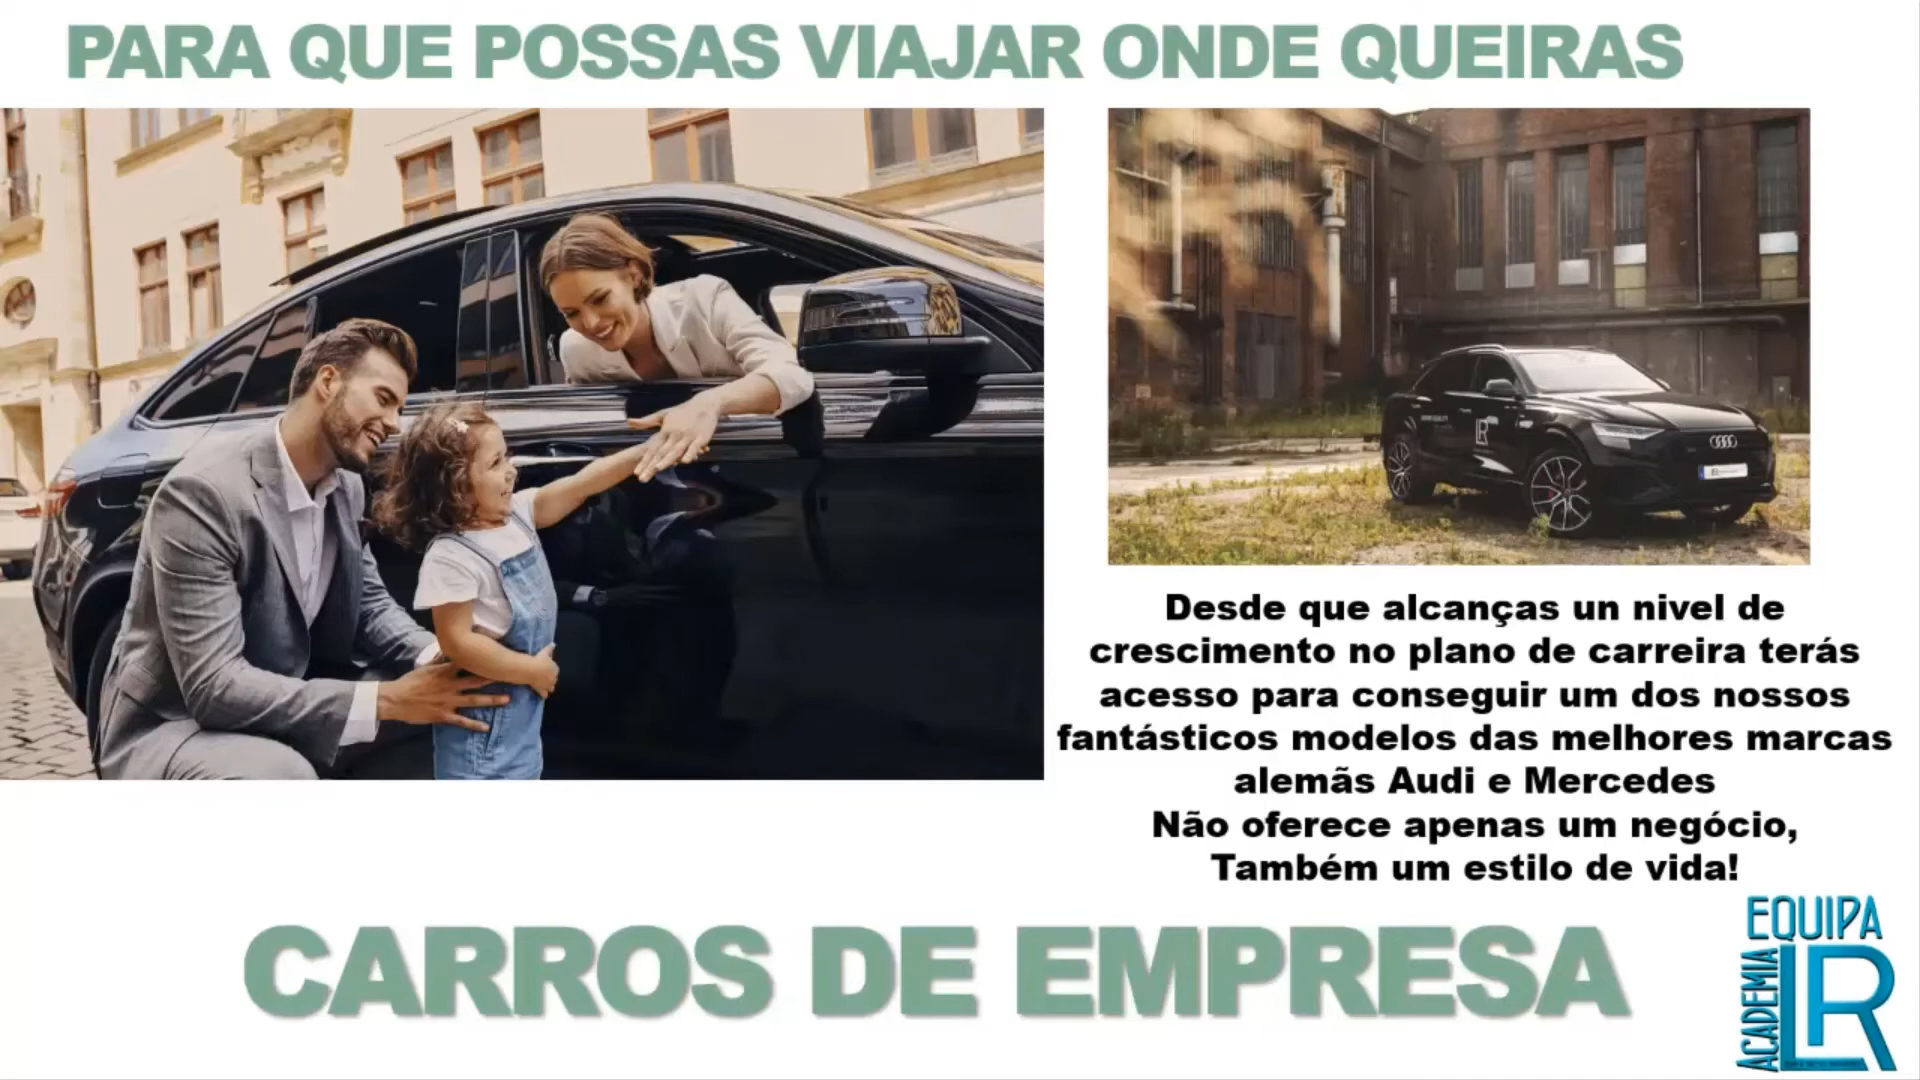 PARA QUE POSSAS VIAJAR ONDE QUEIRAS
LR
Desde que alcanças un nivel de
crescimento no plano de carreira terás
acesso para conseguir um dos nossos
fantásticos modelos das melhores marcas
alemãs Audi e Mercedes
Não oferece apenas um negócio,
Também um estilo de vida!
CARROS DE EMPRESA
EQUIPA
ACADEMIA
LR